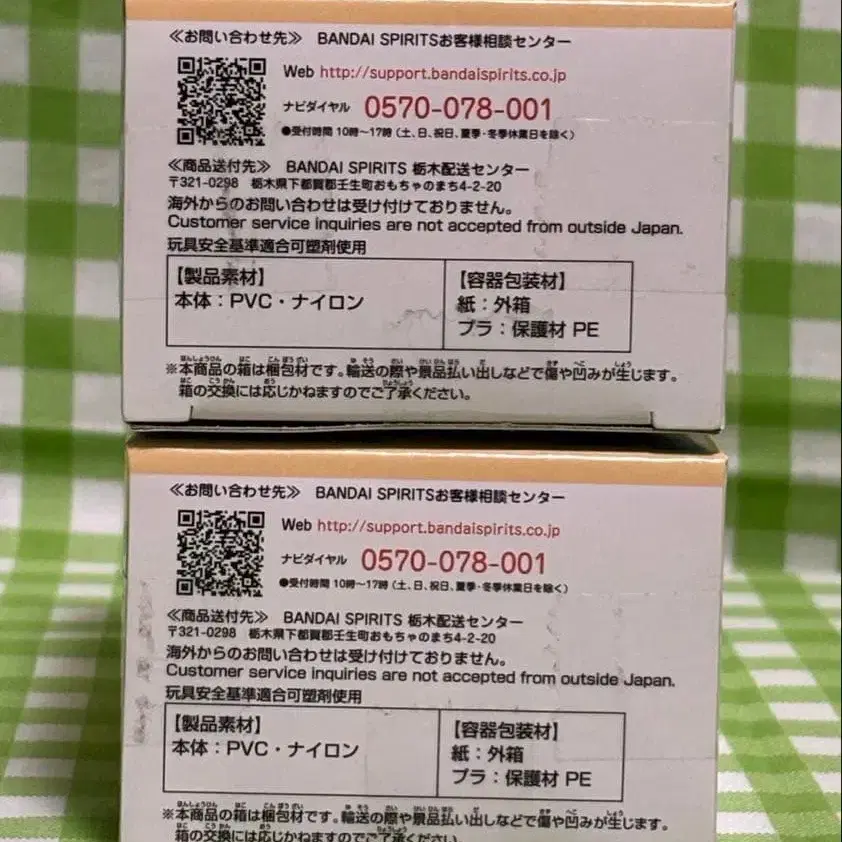 ≪お問い合わせ先≫ BANDAI SPIRITSお客様相談センター
Web http://support.bandaispirits.co.jp
ナビダイヤル 0570-078-001
●受付時間 10時〜17時(土、日、祝日、夏季・冬季休業日を除く)
≪商品送付先≫ BANDAI SPIRITS 栃木配送センター
〒321-0298 栃木県下都賀郡壬生町おもちゃのまち4-2-20
海外からのお問い合わせは受け付けておりません。
Customer service inquiries are not accepted from outside Japan.
玩具安全基準適合可塑剤使用
【製品素材】
本体：PVC・ナイロン
【容器包装材】
紙：外箱
プラ：保護材 PE
※本商品の箱は梱包材です。輸送の際や景品払い出しなどで傷や凹みが生じます。
箱の交換には応じかねますのでご了承ください。
≪お問い合わせ先≫ BANDAI SPIRITSお客様相談センター
Web http://support.bandaispirits.co.jp
ナビダイヤル 0570-078-001
●受付時間 10時〜17時(土、日、祝日、夏季・冬季休業日を除く)
≪商品送付先≫ BANDAI SPIRITS 栃木配送センター
〒321-0298 栃木県下都賀郡壬生町おもちゃのまち4-2-20
海外からのお問い合わせは受け付けておりません。
Customer service inquiries are not accepted from outside Japan.
玩具安全基準適合可塑剤使用
【製品素材】
本体：PVC・ナイロン
【容器包装材】
紙：外箱
プラ：保護材 PE
※本商品の箱は梱包材です。輸送の際や景品払い出しなどで傷や凹みが生じます。
箱の交換には応じかねますのでご了承ください。